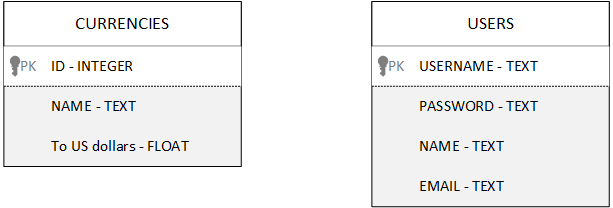 CURRENCIES
PK ID - INTEGER
NAME - TEXT
To US dollars - FLOAT
USERS
PK USERNAME - TEXT
PASSWORD - TEXT
NAME - TEXT
EMAIL - TEXT